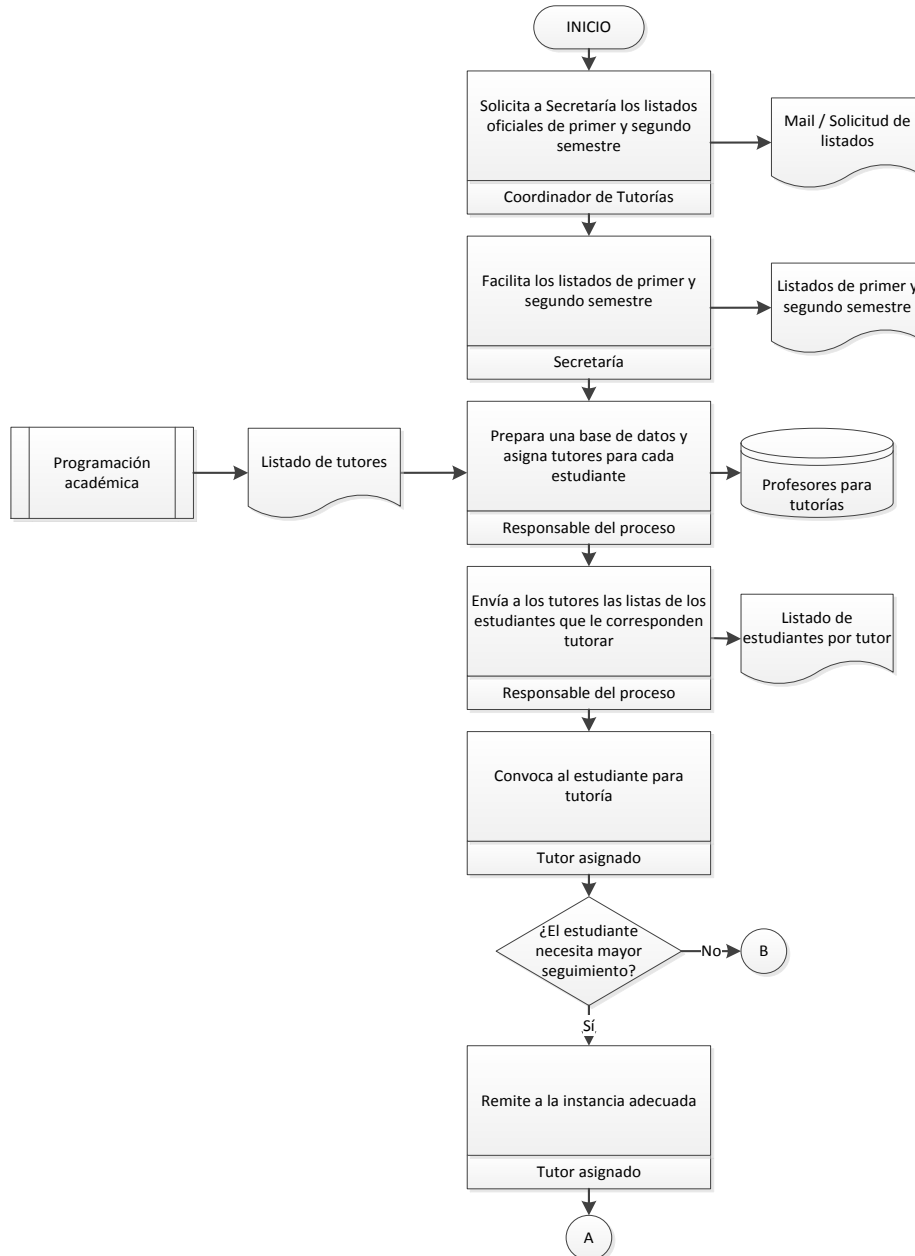 INICIO
Solicita a Secretaría los listados
oficiales de primer y segundo
semestre
Coordinador de Tutorías
Mail / Solicitud de
listados
Facilita los listados de primer y
segundo semestre
Secretaría
Listados de primer y
segundo semestre
Programación
académica
Listado de tutores
Prepara una base de datos y
asigna tutores para cada
estudiante
Responsable del proceso
Profesores para
tutorías
Envía a los tutores las listas de los
estudiantes que le corresponden
tutorar
Responsable del proceso
Listado de
estudiantes por tutor
Convoca al estudiante para
tutoría
Tutor asignado
¿El estudiante
necesita mayor
seguimiento?
No
B
Sí
Remite a la instancia adecuada
Tutor asignado
A